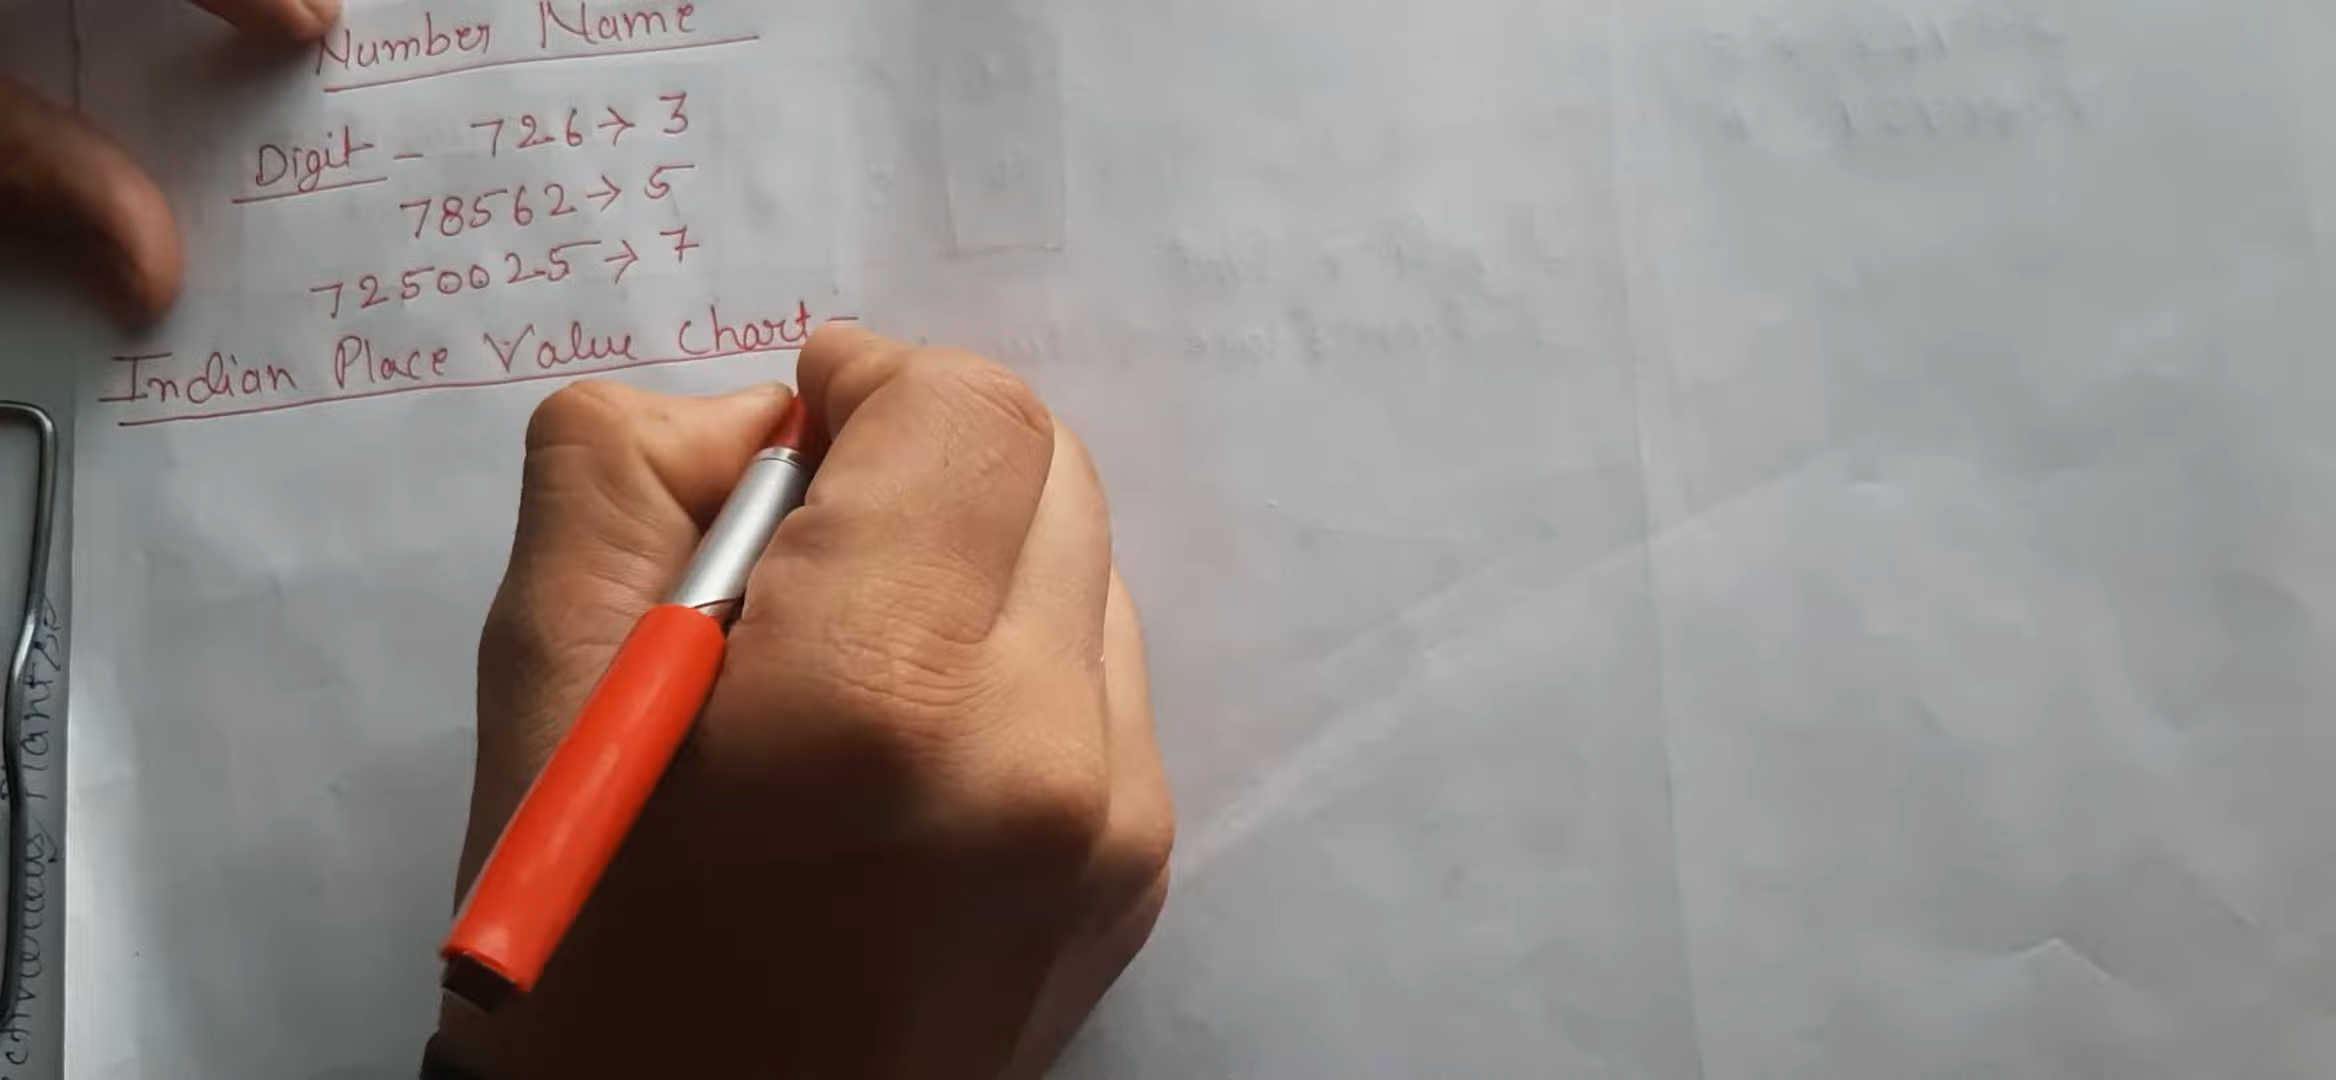 Number Name
Digit - 726 → 3
78562 → 5
7250025 → 7
Indian Place Value Chart -